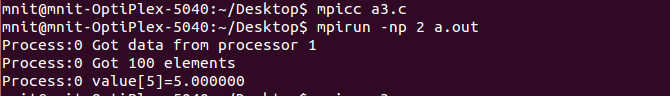 mnit@mnit-OptiPlex-5040:~/Desktop$ mpicc a3.c
mnit@mnit-OptiPlex-5040:~/Desktop$ mpirun -np 2 a.out
Process:0 Got data from processor 1
Process:0 Got 100 elements
Process:0 value[5]=5.000000